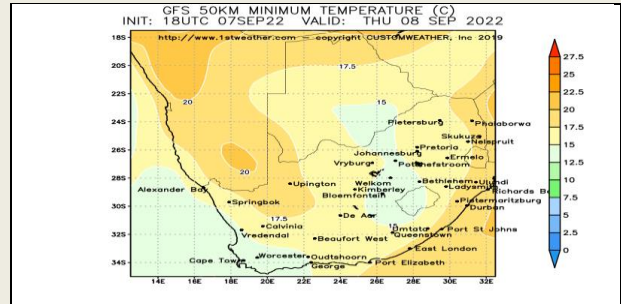 GFS 50KM MINIMUM TEMPERATURE (C)
INIT: 18UTC 07SEP22 VALID: THU 08 SEP 2022
http://www.1stweather.com copyright CUSTOMWEATHER, Inc 2019
18S
20S
22S
24S
26S
28S
30S
32S
34S
17.5
20
15
20
17.5
15
Pietersburg
Phalaborwa
Skukuza
Nelspruit
Pretoria
Johannesburg
Ermelo
Vryburg
Potchefstroom
Alexander Bay
Upington
Welkom
Bethlehem
Ulundi
Kimberley
Ladysmith
Richards B
Bloemfontein
Springbok
Pietermaritzburg
Durban
De Aar
Calvinia
Vredendal
Umtata
Port St Johns
Queenstown
Beaufort West
East London
Worcester
Oudtshoorn
Cape Town
George
Port Elizabeth
14E 16E 18E 20E 22E 24E 26E 28E 30E 32E
27.5
25
22.5
20
17.5
15
12.5
10
7.5
5
2.5
0